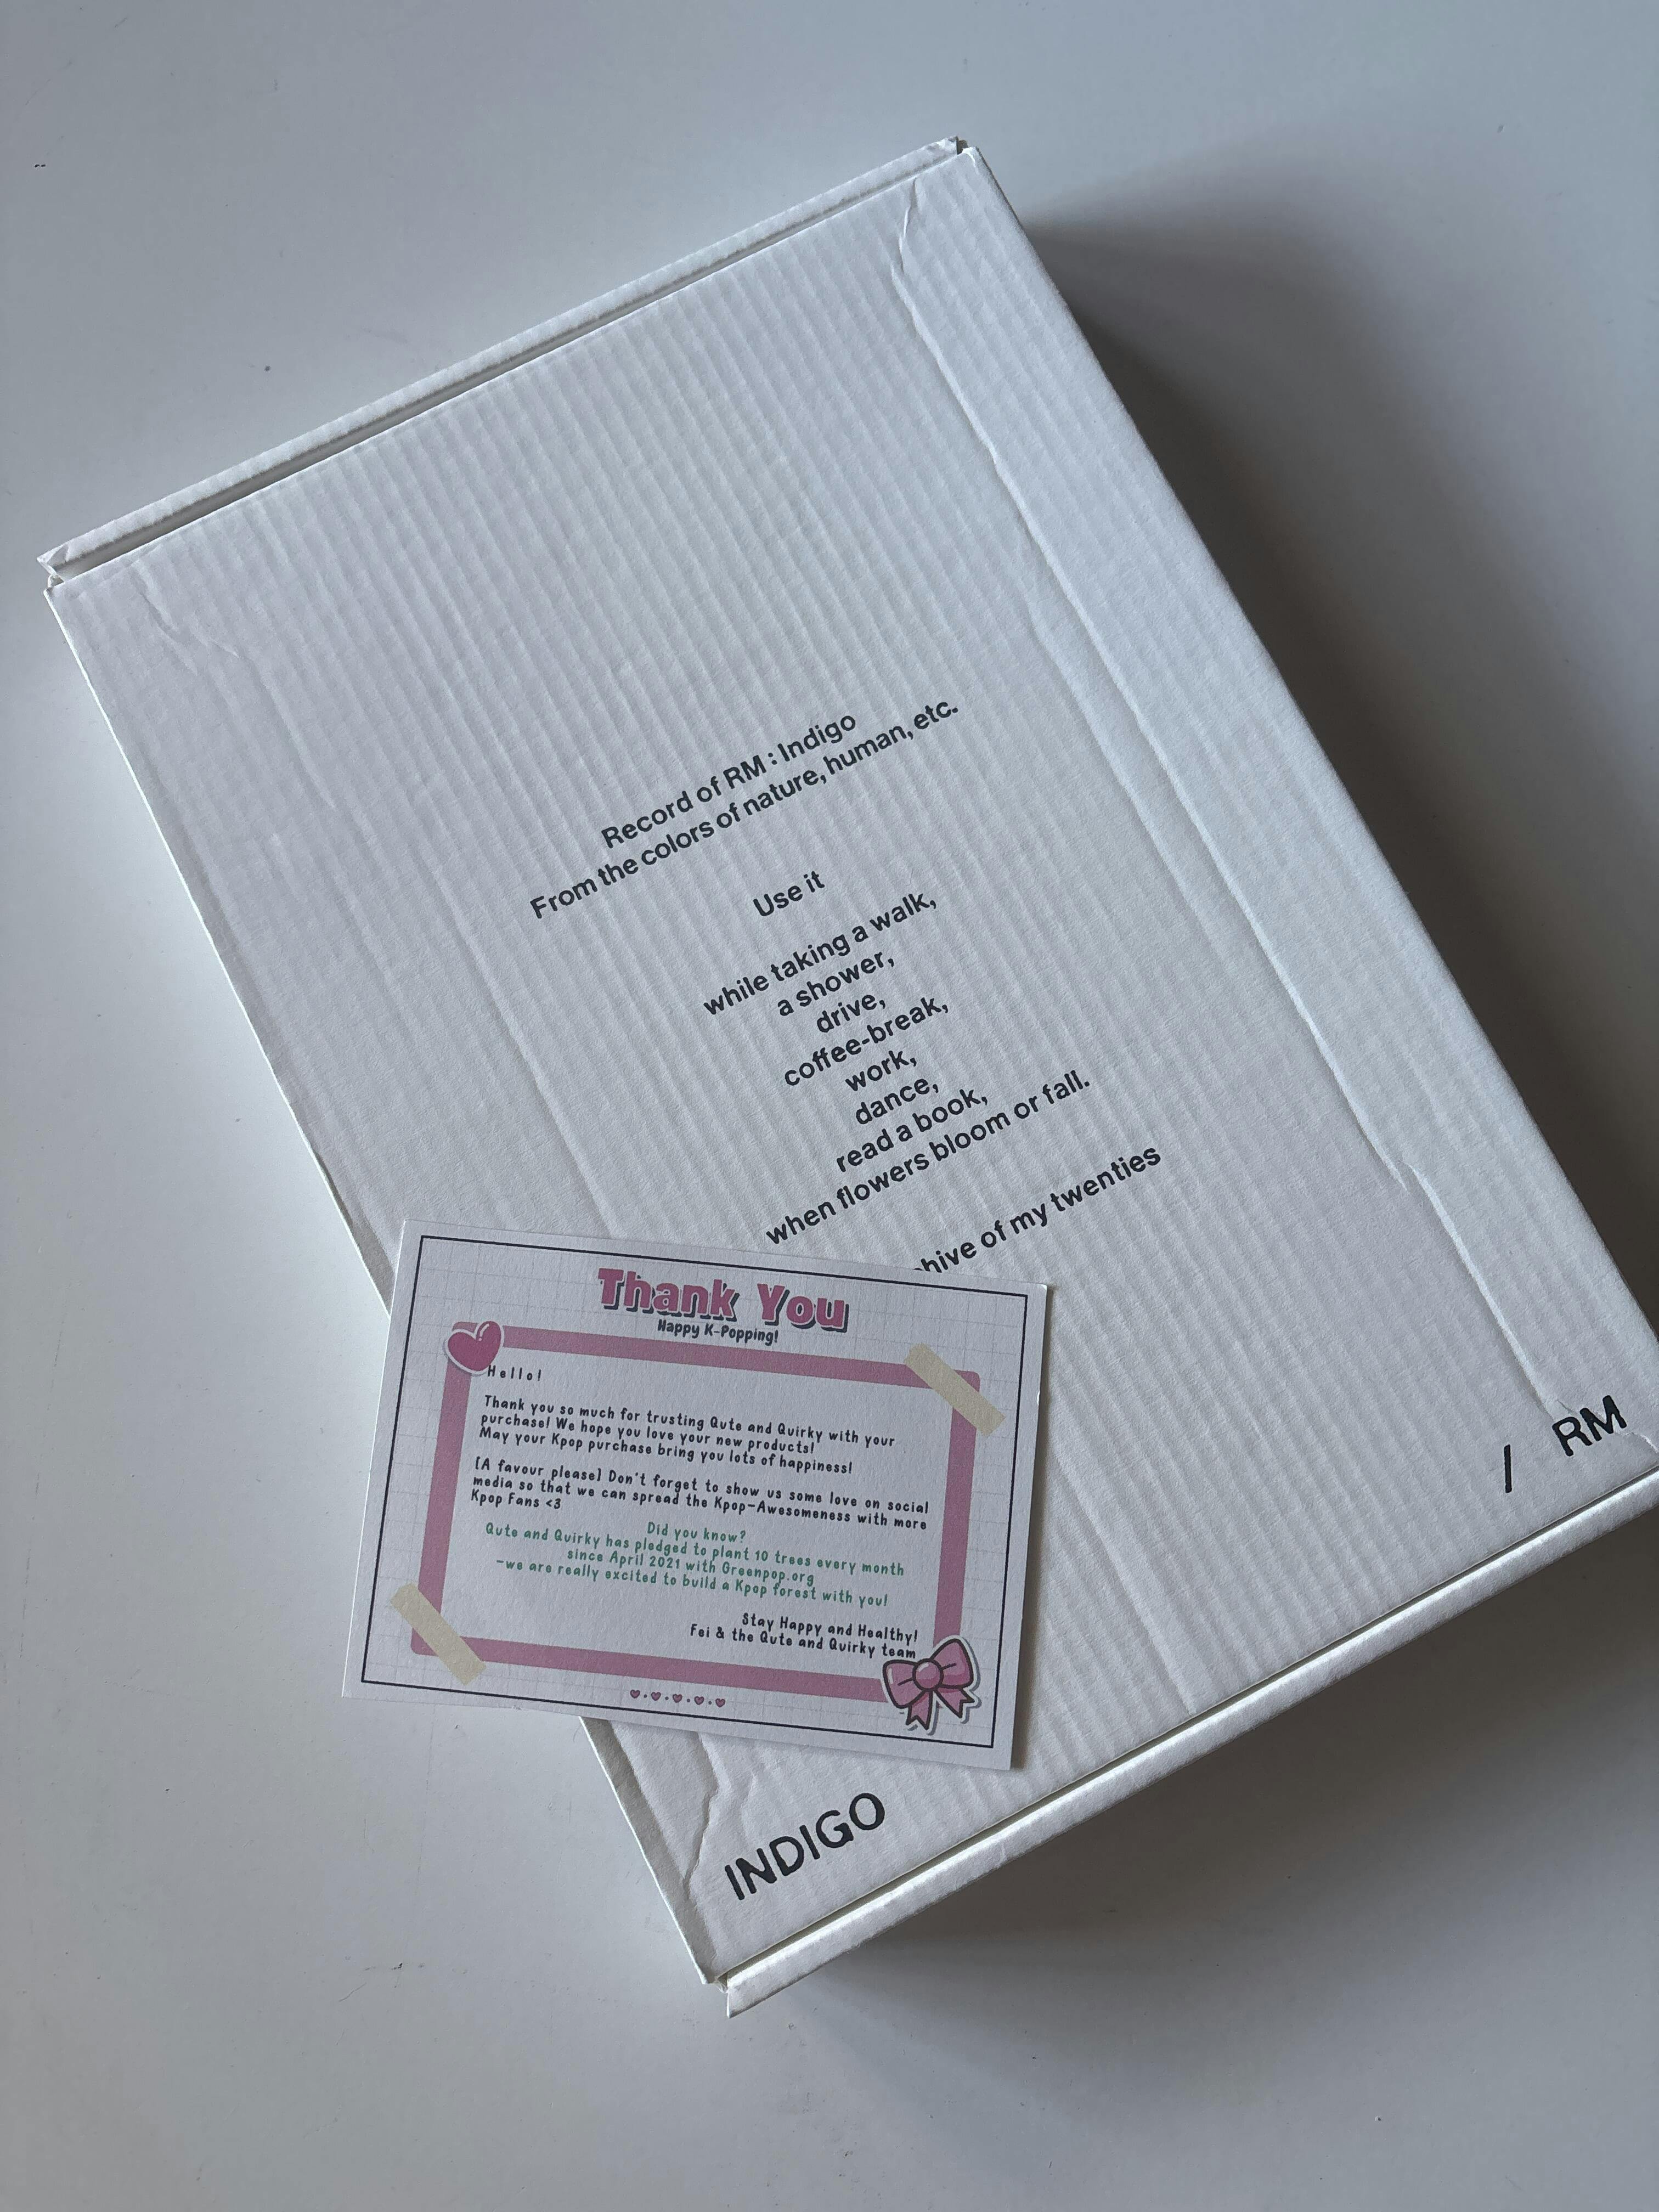 Record of RM : Indigo
From the colors of nature, human, etc.
Use it
while taking a walk,
a shower,
drive,
coffee-break,
work,
dance,
read a book,
when flowers bloom or fall.
of my twenties
Thank You
Happy K-Popping!
Hello!
Thank you so much for trusting Qute and Quirky with your
purchase! We hope you love your new products!
May your Kpop purchase bring you lots of happiness!
[A favour please] Don't forget to show us some love on social
media so that we can spread the Kpop-Awesomeness with more
Kpop Fans <3
Did you know?
Qute and Quirky has pledged to plant 10 trees every month
since April 2021 with Greenpop.org
-we are really excited to build a Kpop forest with you!
Stay Happy and Healthy!
Fei & the Qute and Quirky team
INDIGO / RM